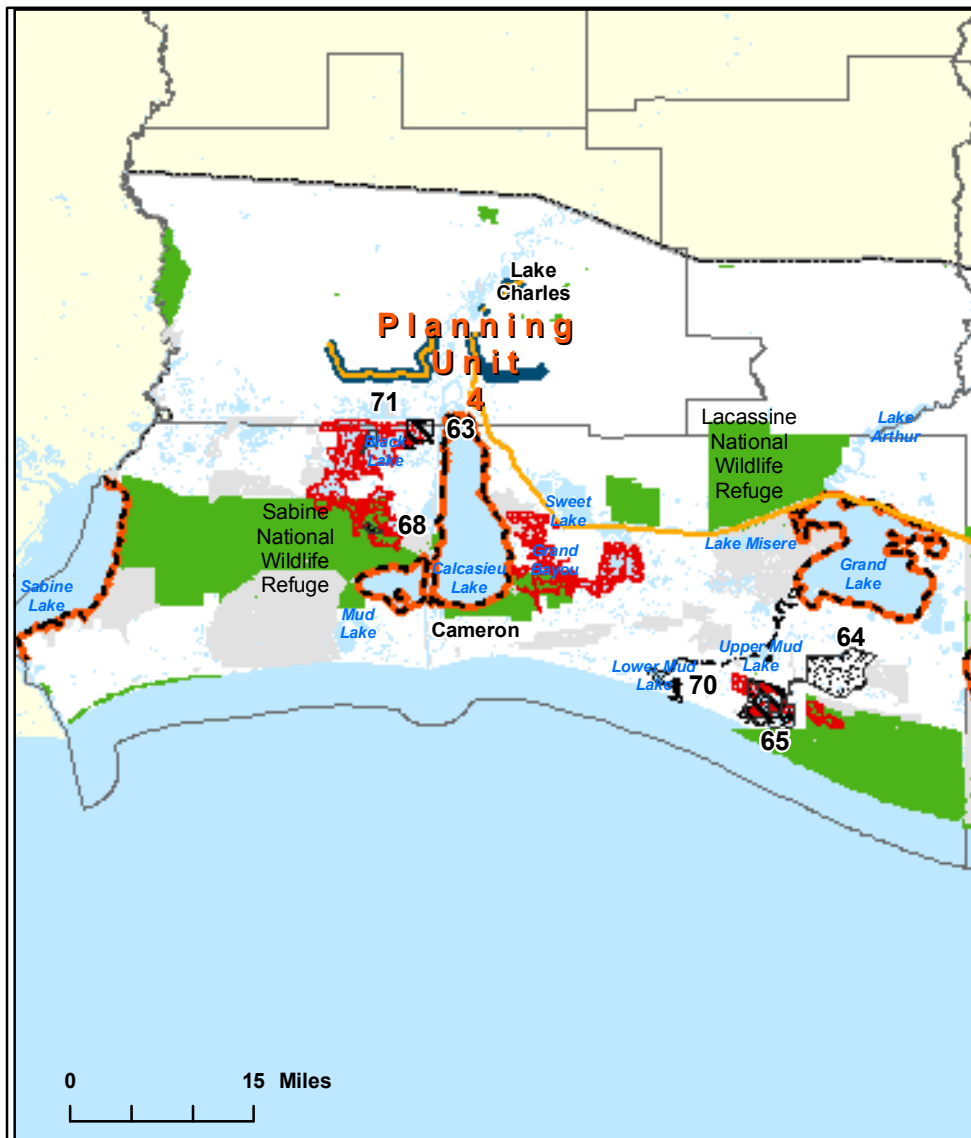 Lake
Charles
Planning
Unit
4
71
63
Black
Lake
Lacassine
National
Wildlife
Refuge
Lake
Arthur
Sabine
National
Wildlife
Refuge
68
Sweet
Lake
Lake Misere
Grand
Bayou
Grand
Lake
Calcasieu
Lake
Sabine
Lake
Mud
Lake
Cameron
64
Upper Mud
Lake
Lower Mud
Lake
70
65
0 15 Miles